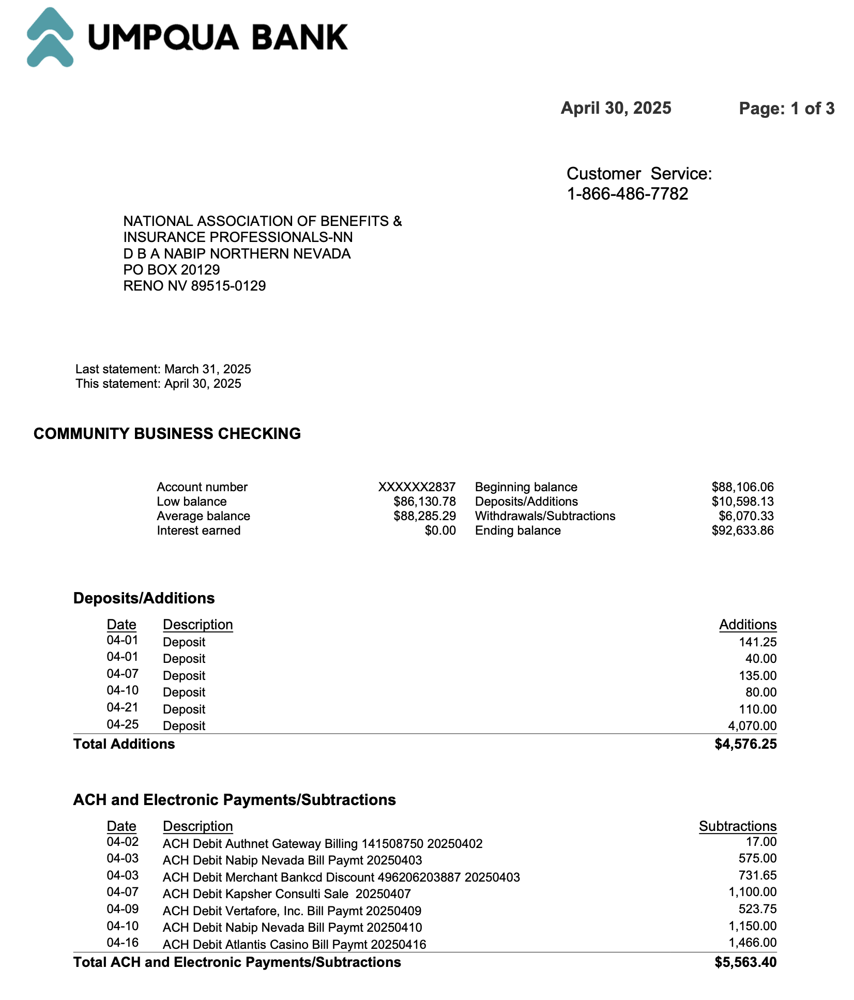 UMPQUA BANK
April 30, 2025 Page: 1 of 3
Customer Service:
1-866-486-7782
NATIONAL ASSOCIATION OF BENEFITS &
INSURANCE PROFESSIONALS-NN
D B A NABIP NORTHERN NEVADA
PO BOX 20129
RENO NV 89515-0129
Last statement: March 31, 2025
This statement: April 30, 2025
COMMUNITY BUSINESS CHECKING
Account number XXXXXX2837 Beginning balance $88,106.06
Low balance $86,130.78 Deposits/Additions $10,598.13
Average balance $88,285.29 Withdrawals/Subtractions $6,070.33
Interest earned $0.00 Ending balance $92,633.86
Deposits/Additions
Date Description Additions
04-01 Deposit 141.25
04-01 Deposit 40.00
04-07 Deposit 135.00
04-10 Deposit 80.00
04-21 Deposit 110.00
04-25 Deposit 4,070.00
Total Additions $4,576.25
ACH and Electronic Payments/Subtractions
Date Description Subtractions
04-02 ACH Debit Authnet Gateway Billing 141508750 20250402 17.00
04-03 ACH Debit Nabip Nevada Bill Paymt 20250403 575.00
04-03 ACH Debit Merchant Bankcd Discount 496206203887 20250403 731.65
04-07 ACH Debit Kapsher Consulti Sale 20250407 1,100.00
04-09 ACH Debit Vertafore, Inc. Bill Paymt 20250409 523.75
04-10 ACH Debit Nabip Nevada Bill Paymt 20250410 1,150.00
04-16 ACH Debit Atlantis Casino Bill Paymt 20250416 1,466.00
Total ACH and Electronic Payments/Subtractions $5,563.40